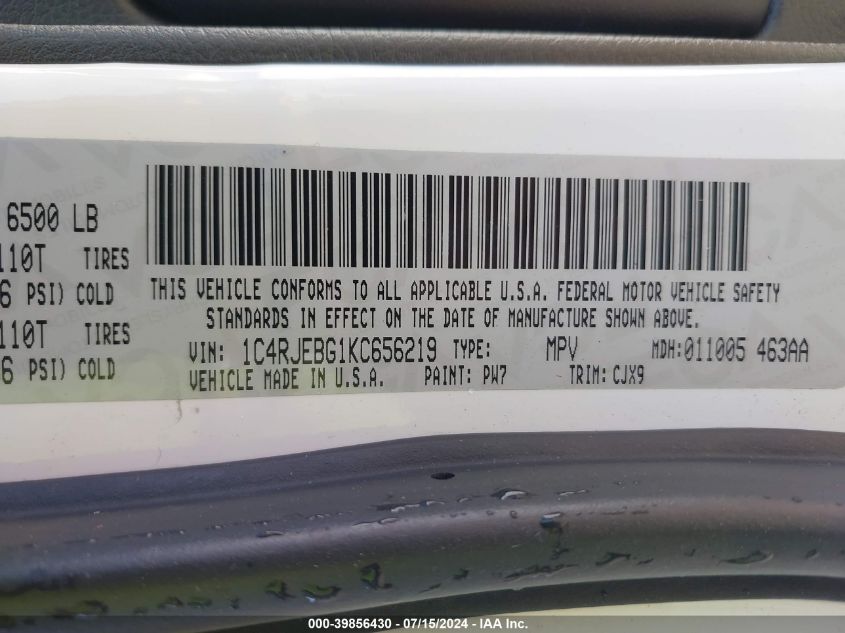 6500 LB
110T TIRES
6 PSI) COLD
110T TIRES
6 PSI) COLD
THIS VEHICLE CONFORMS TO ALL APPLICABLE U.S.A. FEDERAL MOTOR VEHICLE SAFETY
STANDARDS IN EFFECT ON THE DATE OF MANUFACTURE SHOWN ABOVE.
VIN: 1C4RJEBG1KC656219 TYPE: MPV MDH:011005 463AA
VEHICLE MADE IN U.S.A. PAINT: PW7 TRIM: CJX9
000-39856430 - 07/15/2024 - IAA Inc.